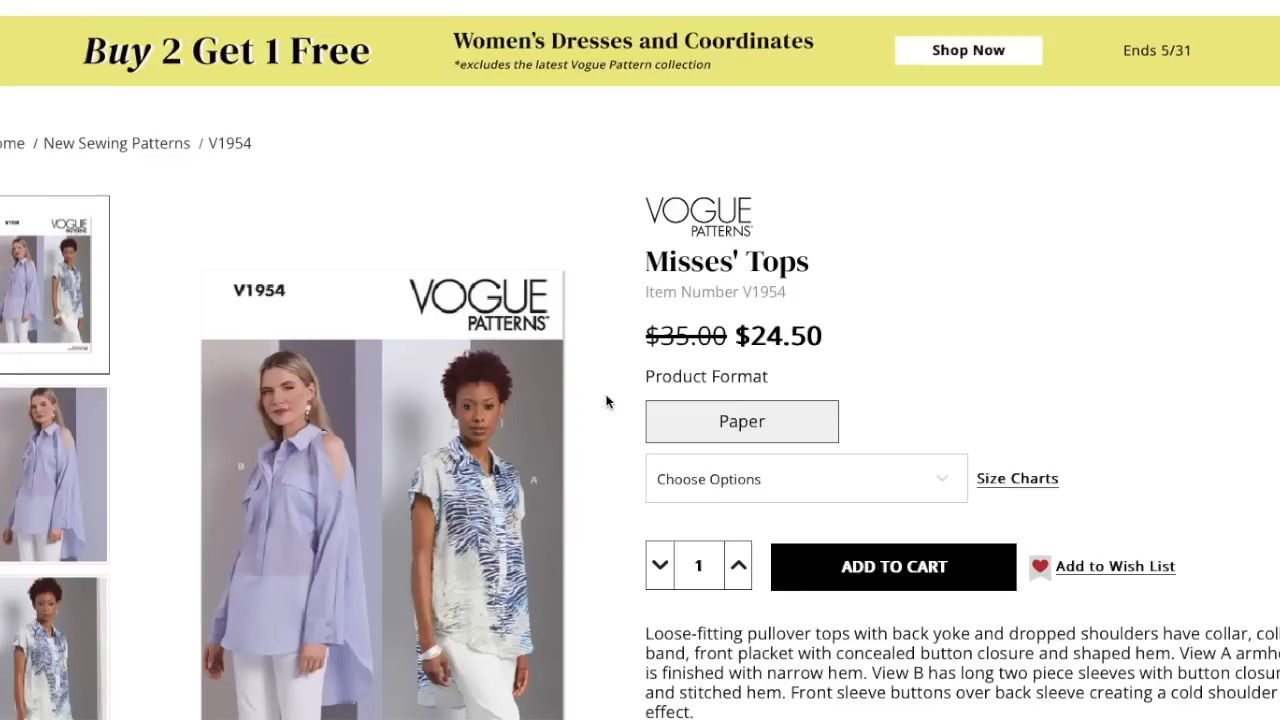 Buy 2 Get 1 Free
Women's Dresses and Coordinates
*excludes the latest Vogue Pattern collection
Shop Now
Ends 5/31
ome / New Sewing Patterns / V1954
VOGUE
PATTERNS
V1954
VOGUE
PATTERNS
B
A
VOGUE
PATTERNS
Misses' Tops
Item Number V1954
$35.00 $24.50
Product Format
Paper
Choose Options
Size Charts
1
ADD TO CART
Add to Wish List
Loose-fitting pullover tops with back yoke and dropped shoulders have collar, coll
band, front placket with concealed button closure and shaped hem. View A armho
is finished with narrow hem. View B has long two piece sleeves with button closur
and stitched hem. Front sleeve buttons over back sleeve creating a cold shoulder
effect.